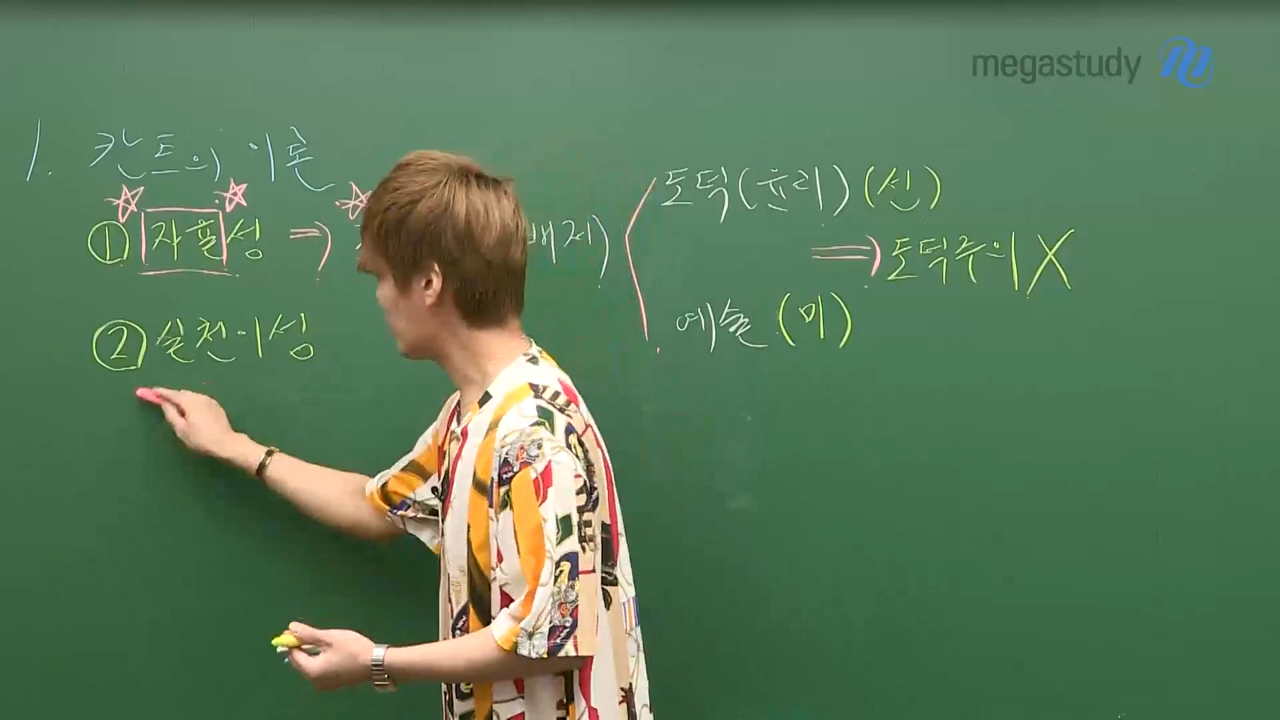 megastudy
1. 칸트의 이론
① 자율성 ⇒ 배제)
도덕(윤리)(선)
⇒ 도덕주의 X
예술 (미)
② 실천이성